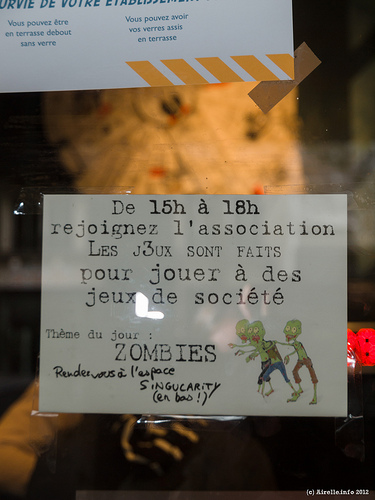 URVIE DE VOTRE ÉTABLISSEMENT
Vous pouvez être
en terrasse debout
sans verre
Vous pouvez avoir
vos verres assis
en terrasse
De 15h à 18h
rejoignez l'association
LES J3UX SONT FAITS
pour jouer à des
jeux de société
Thème du jour :
ZOMBIES
Rendez-vous à l'espace
SINGULARITY
(en bas !)
(c) Airelle.info 2012